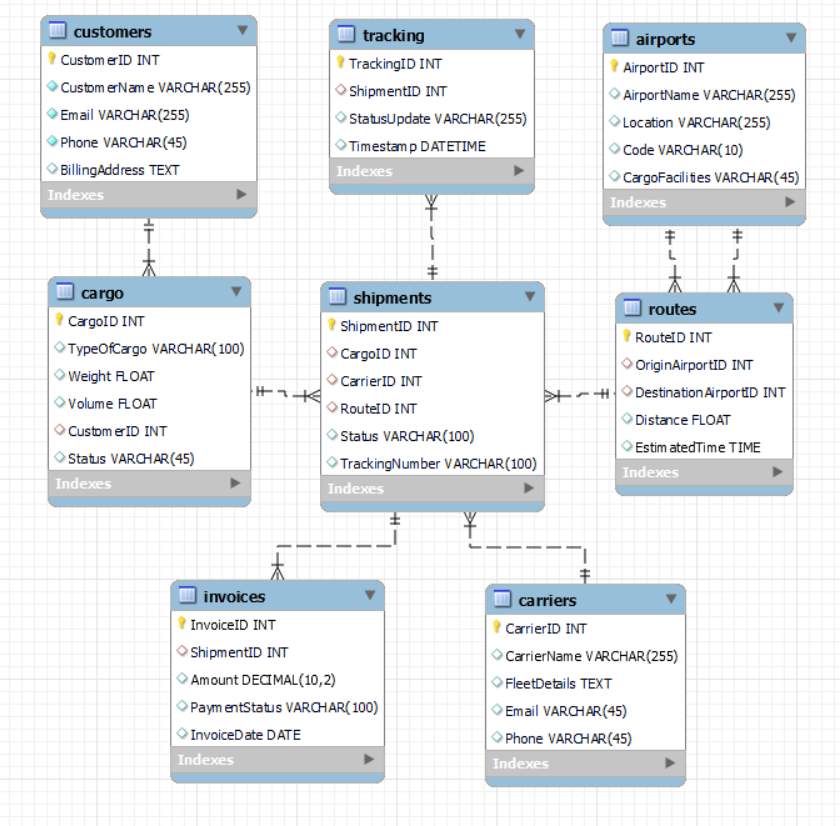 customers
CustomerID INT
CustomerName VARCHAR(255)
Email VARCHAR(255)
Phone VARCHAR(45)
BillingAddress TEXT
Indexes
tracking
TrackingID INT
ShipmentID INT
StatusUpdate VARCHAR(255)
Timestamp DATETIME
Indexes
airports
AirportID INT
AirportName VARCHAR(255)
Location VARCHAR(255)
Code VARCHAR(10)
CargoFacilities VARCHAR(45)
Indexes
cargo
CargoID INT
TypeOfCargo VARCHAR(100)
Weight FLOAT
Volume FLOAT
CustomerID INT
Status VARCHAR(45)
Indexes
shipments
ShipmentID INT
CargoID INT
CarrierID INT
RouteID INT
Status VARCHAR(100)
TrackingNumber VARCHAR(100)
Indexes
routes
RouteID INT
OriginAirportID INT
DestinationAirportID INT
Distance FLOAT
EstimatedTime TIME
Indexes
invoices
InvoiceID INT
ShipmentID INT
Amount DECIMAL(10,2)
PaymentStatus VARCHAR(100)
InvoiceDate DATE
Indexes
carriers
CarrierID INT
CarrierName VARCHAR(255)
FleetDetails TEXT
Email VARCHAR(45)
Phone VARCHAR(45)
Indexes